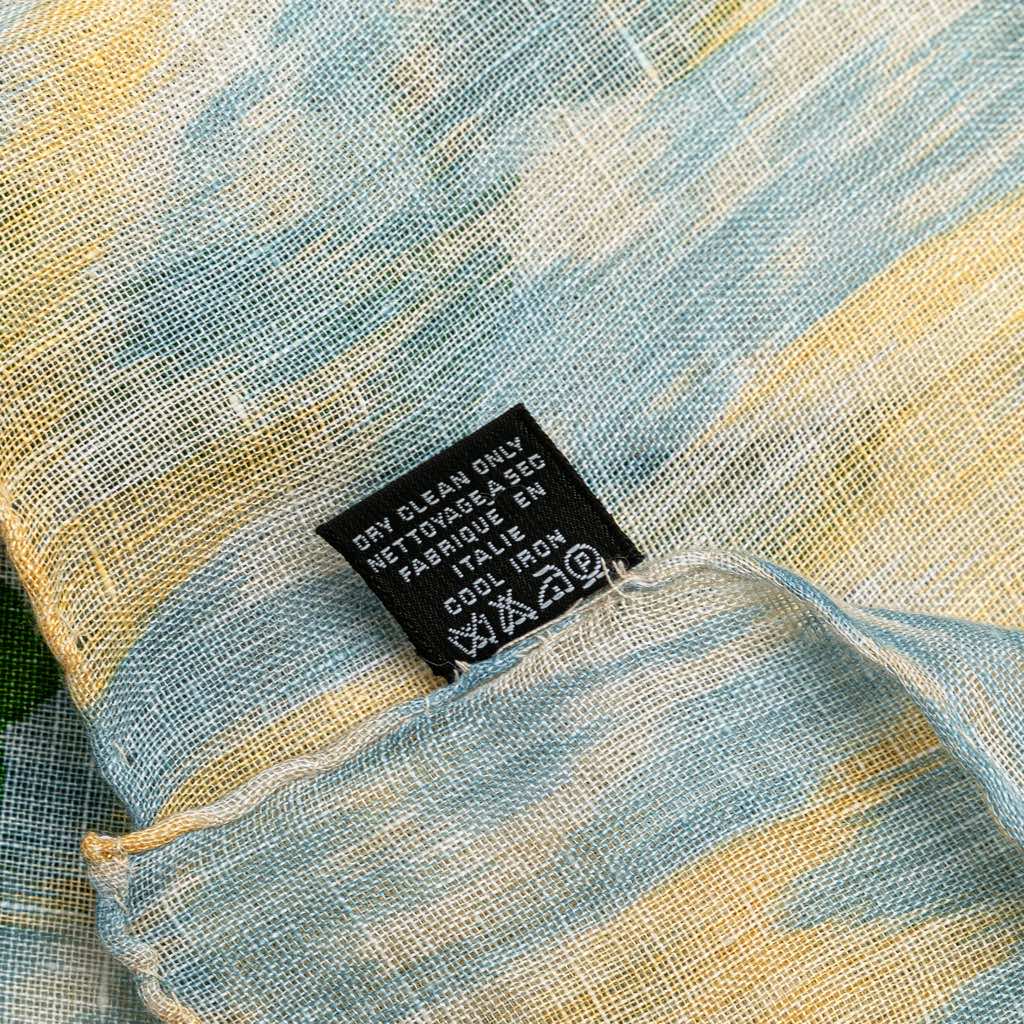 DRY CLEAN ONLY
NETTOYAGE A SEC
FABRIQUE EN
ITALIE
COOL IRON
P